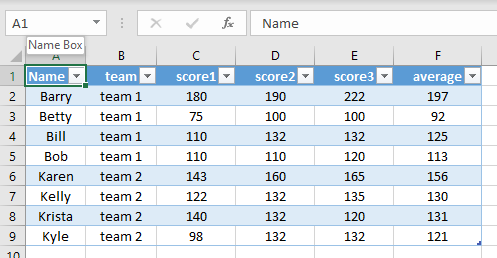 A1 Name
Name Box
A B C D E F
1 Name team score1 score2 score3 average
2 Barry team 1 180 190 222 197
3 Betty team 1 75 100 100 92
4 Bill team 1 110 132 132 125
5 Bob team 1 110 110 120 113
6 Karen team 2 143 160 165 156
7 Kelly team 2 122 132 135 130
8 Krista team 2 140 132 120 131
9 Kyle team 2 98 132 132 121
10